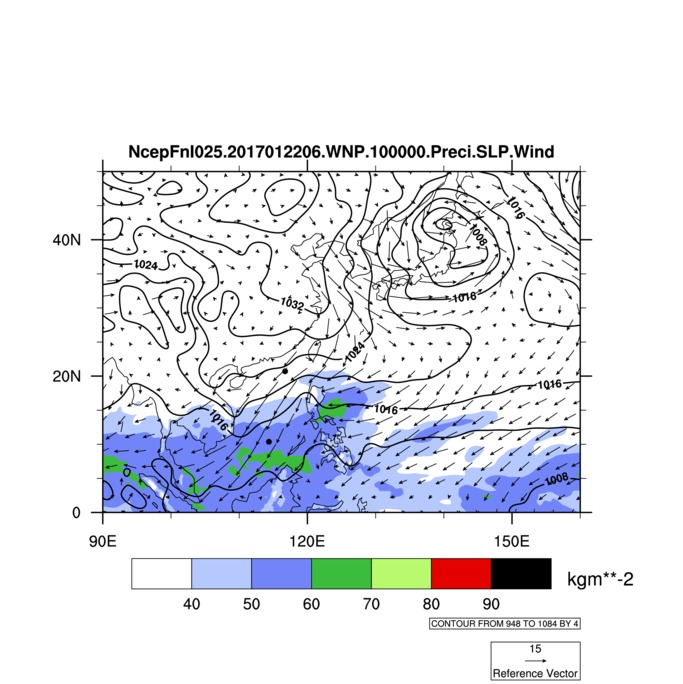 NcepFnl025.2017012206.WNP.100000.Preci.SLP.Wind
1016
40N
1008
1024
1032
1016
1024
20N
1016
1016
1016
1008
0
90E 120E 150E
kgm**-2
40 50 60 70 80 90
CONTOUR FROM 948 TO 1084 BY 4
15
Reference Vector